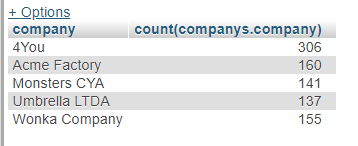 + Options
company count(companys.company)
4You 306
Acme Factory 160
Monsters CYA 141
Umbrella LTDA 137
Wonka Company 155